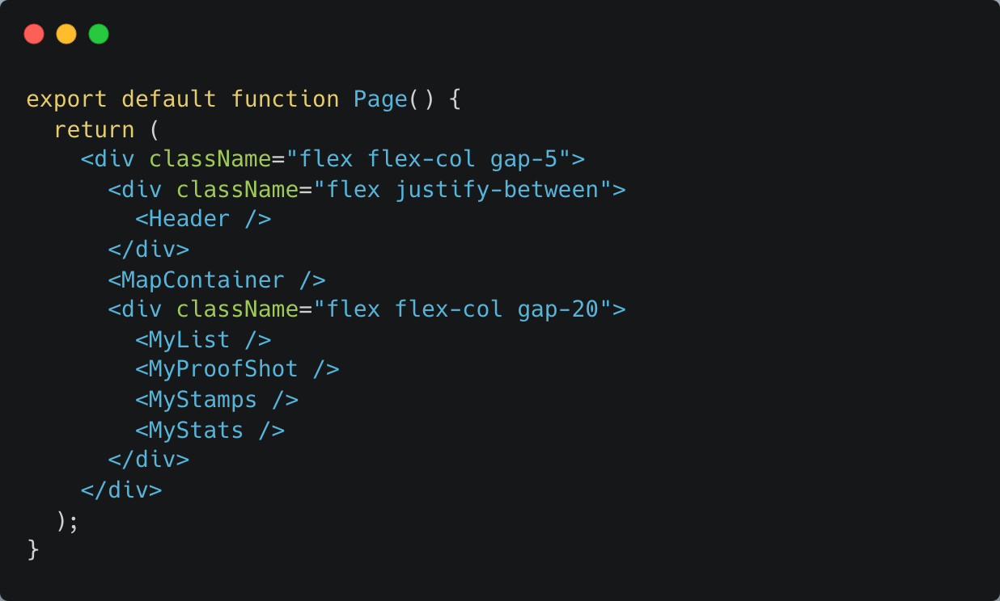 export default function Page() {
  return (
    <div className="flex flex-col gap-5">
      <div className="flex justify-between">
        <Header />
      </div>
      <MapContainer />
      <div className="flex flex-col gap-20">
        <MyList />
        <MyProofShot />
        <MyStamps />
        <MyStats />
      </div>
    </div>
  );
}